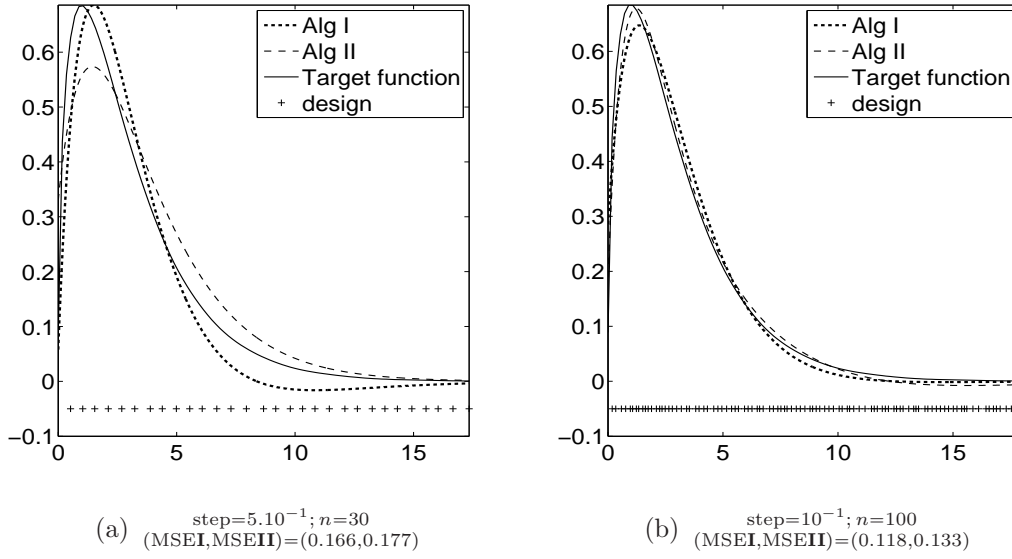 0.6
0.5
0.4
0.3
0.2
0.1
0
−0.1
0 5 10 15
Alg I
Alg II
Target function
design
(a) step=5.10⁻¹; n=30
(MSEI,MSEII)=(0.166,0.177)
0.6
0.5
0.4
0.3
0.2
0.1
0
−0.1
0 5 10 15
Alg I
Alg II
Target function
design
(b) step=10⁻¹; n=100
(MSEI,MSEII)=(0.118,0.133)